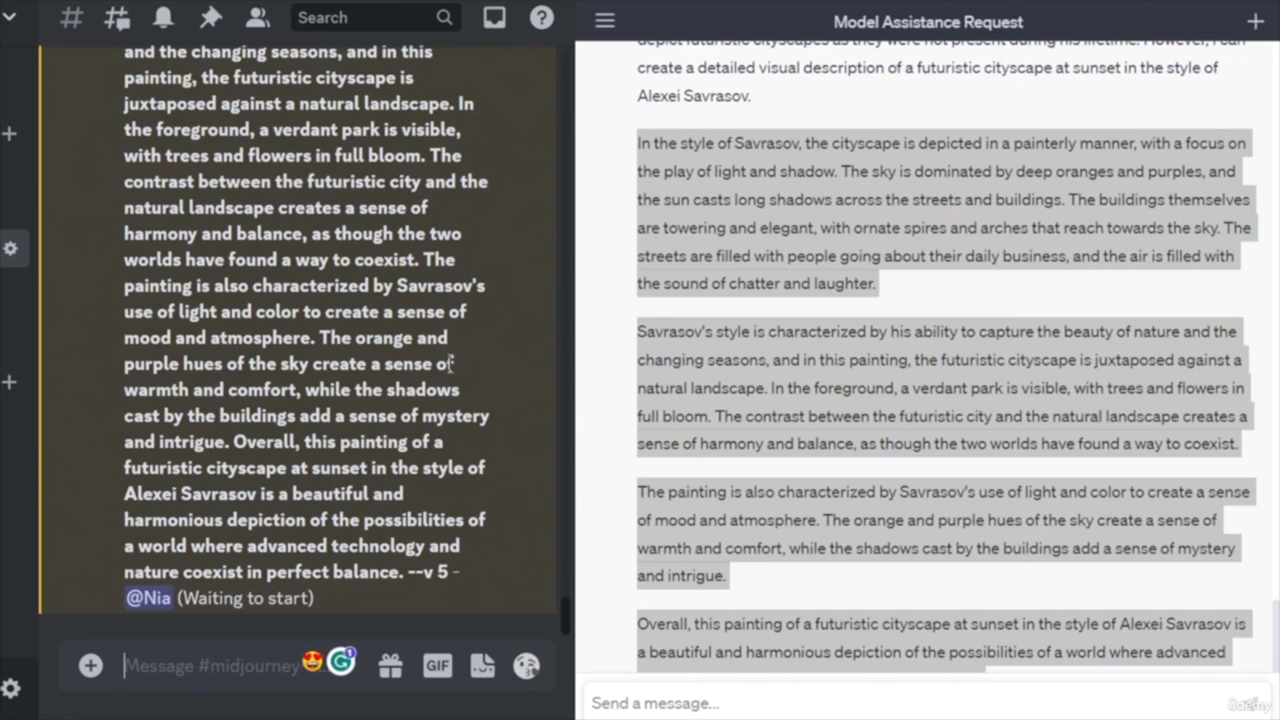 Search
and the changing seasons, and in this
painting, the futuristic cityscape is
juxtaposed against a natural landscape. In
the foreground, a verdant park is visible,
with trees and flowers in full bloom. The
contrast between the futuristic city and the
natural landscape creates a sense of
harmony and balance, as though the two
worlds have found a way to coexist. The
painting is also characterized by Savrasov's
use of light and color to create a sense of
mood and atmosphere. The orange and
purple hues of the sky create a sense of
warmth and comfort, while the shadows
cast by the buildings add a sense of mystery
and intrigue. Overall, this painting of a
futuristic cityscape at sunset in the style of
Alexei Savrasov is a beautiful and
harmonious depiction of the possibilities of
a world where advanced technology and
nature coexist in perfect balance. --v 5 -
@Nia (Waiting to start)
Message #midjourney
1
GIF
Model Assistance Request
depict futuristic cityscapes as they were not present during his lifetime. However, I can
create a detailed visual description of a futuristic cityscape at sunset in the style of
Alexei Savrasov.
In the style of Savrasov, the cityscape is depicted in a painterly manner, with a focus on
the play of light and shadow. The sky is dominated by deep oranges and purples, and
the sun casts long shadows across the streets and buildings. The buildings themselves
are towering and elegant, with ornate spires and arches that reach towards the sky. The
streets are filled with people going about their daily business, and the air is filled with
the sound of chatter and laughter.
Savrasov's style is characterized by his ability to capture the beauty of nature and the
changing seasons, and in this painting, the futuristic cityscape is juxtaposed against a
natural landscape. In the foreground, a verdant park is visible, with trees and flowers in
full bloom. The contrast between the futuristic city and the natural landscape creates a
sense of harmony and balance, as though the two worlds have found a way to coexist.
The painting is also characterized by Savrasov's use of light and color to create a sense
of mood and atmosphere. The orange and purple hues of the sky create a sense of
warmth and comfort, while the shadows cast by the buildings add a sense of mystery
and intrigue.
Overall, this painting of a futuristic cityscape at sunset in the style of Alexei Savrasov is
a beautiful and harmonious depiction of the possibilities of a world where advanced
Send a message...
ûdemy